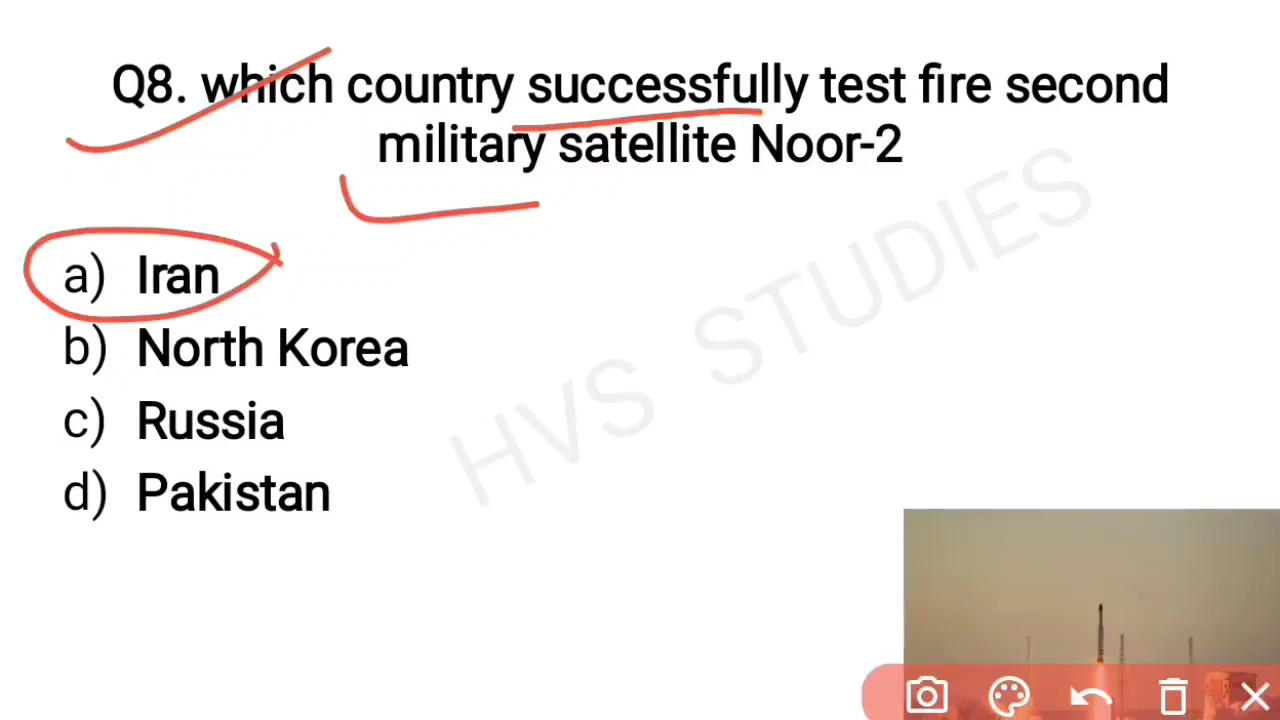 Q8. which country successfully test fire second
military satellite Noor-2
a) Iran
b) North Korea
c) Russia
d) Pakistan
HVS STUDIES